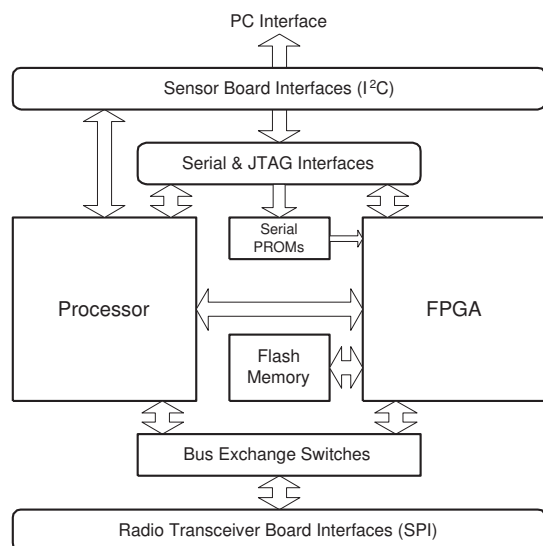 PC Interface
Sensor Board Interfaces (I²C)
Serial & JTAG Interfaces
Serial
PROMs
Processor
FPGA
Flash
Memory
Bus Exchange Switches
Radio Transceiver Board Interfaces (SPI)